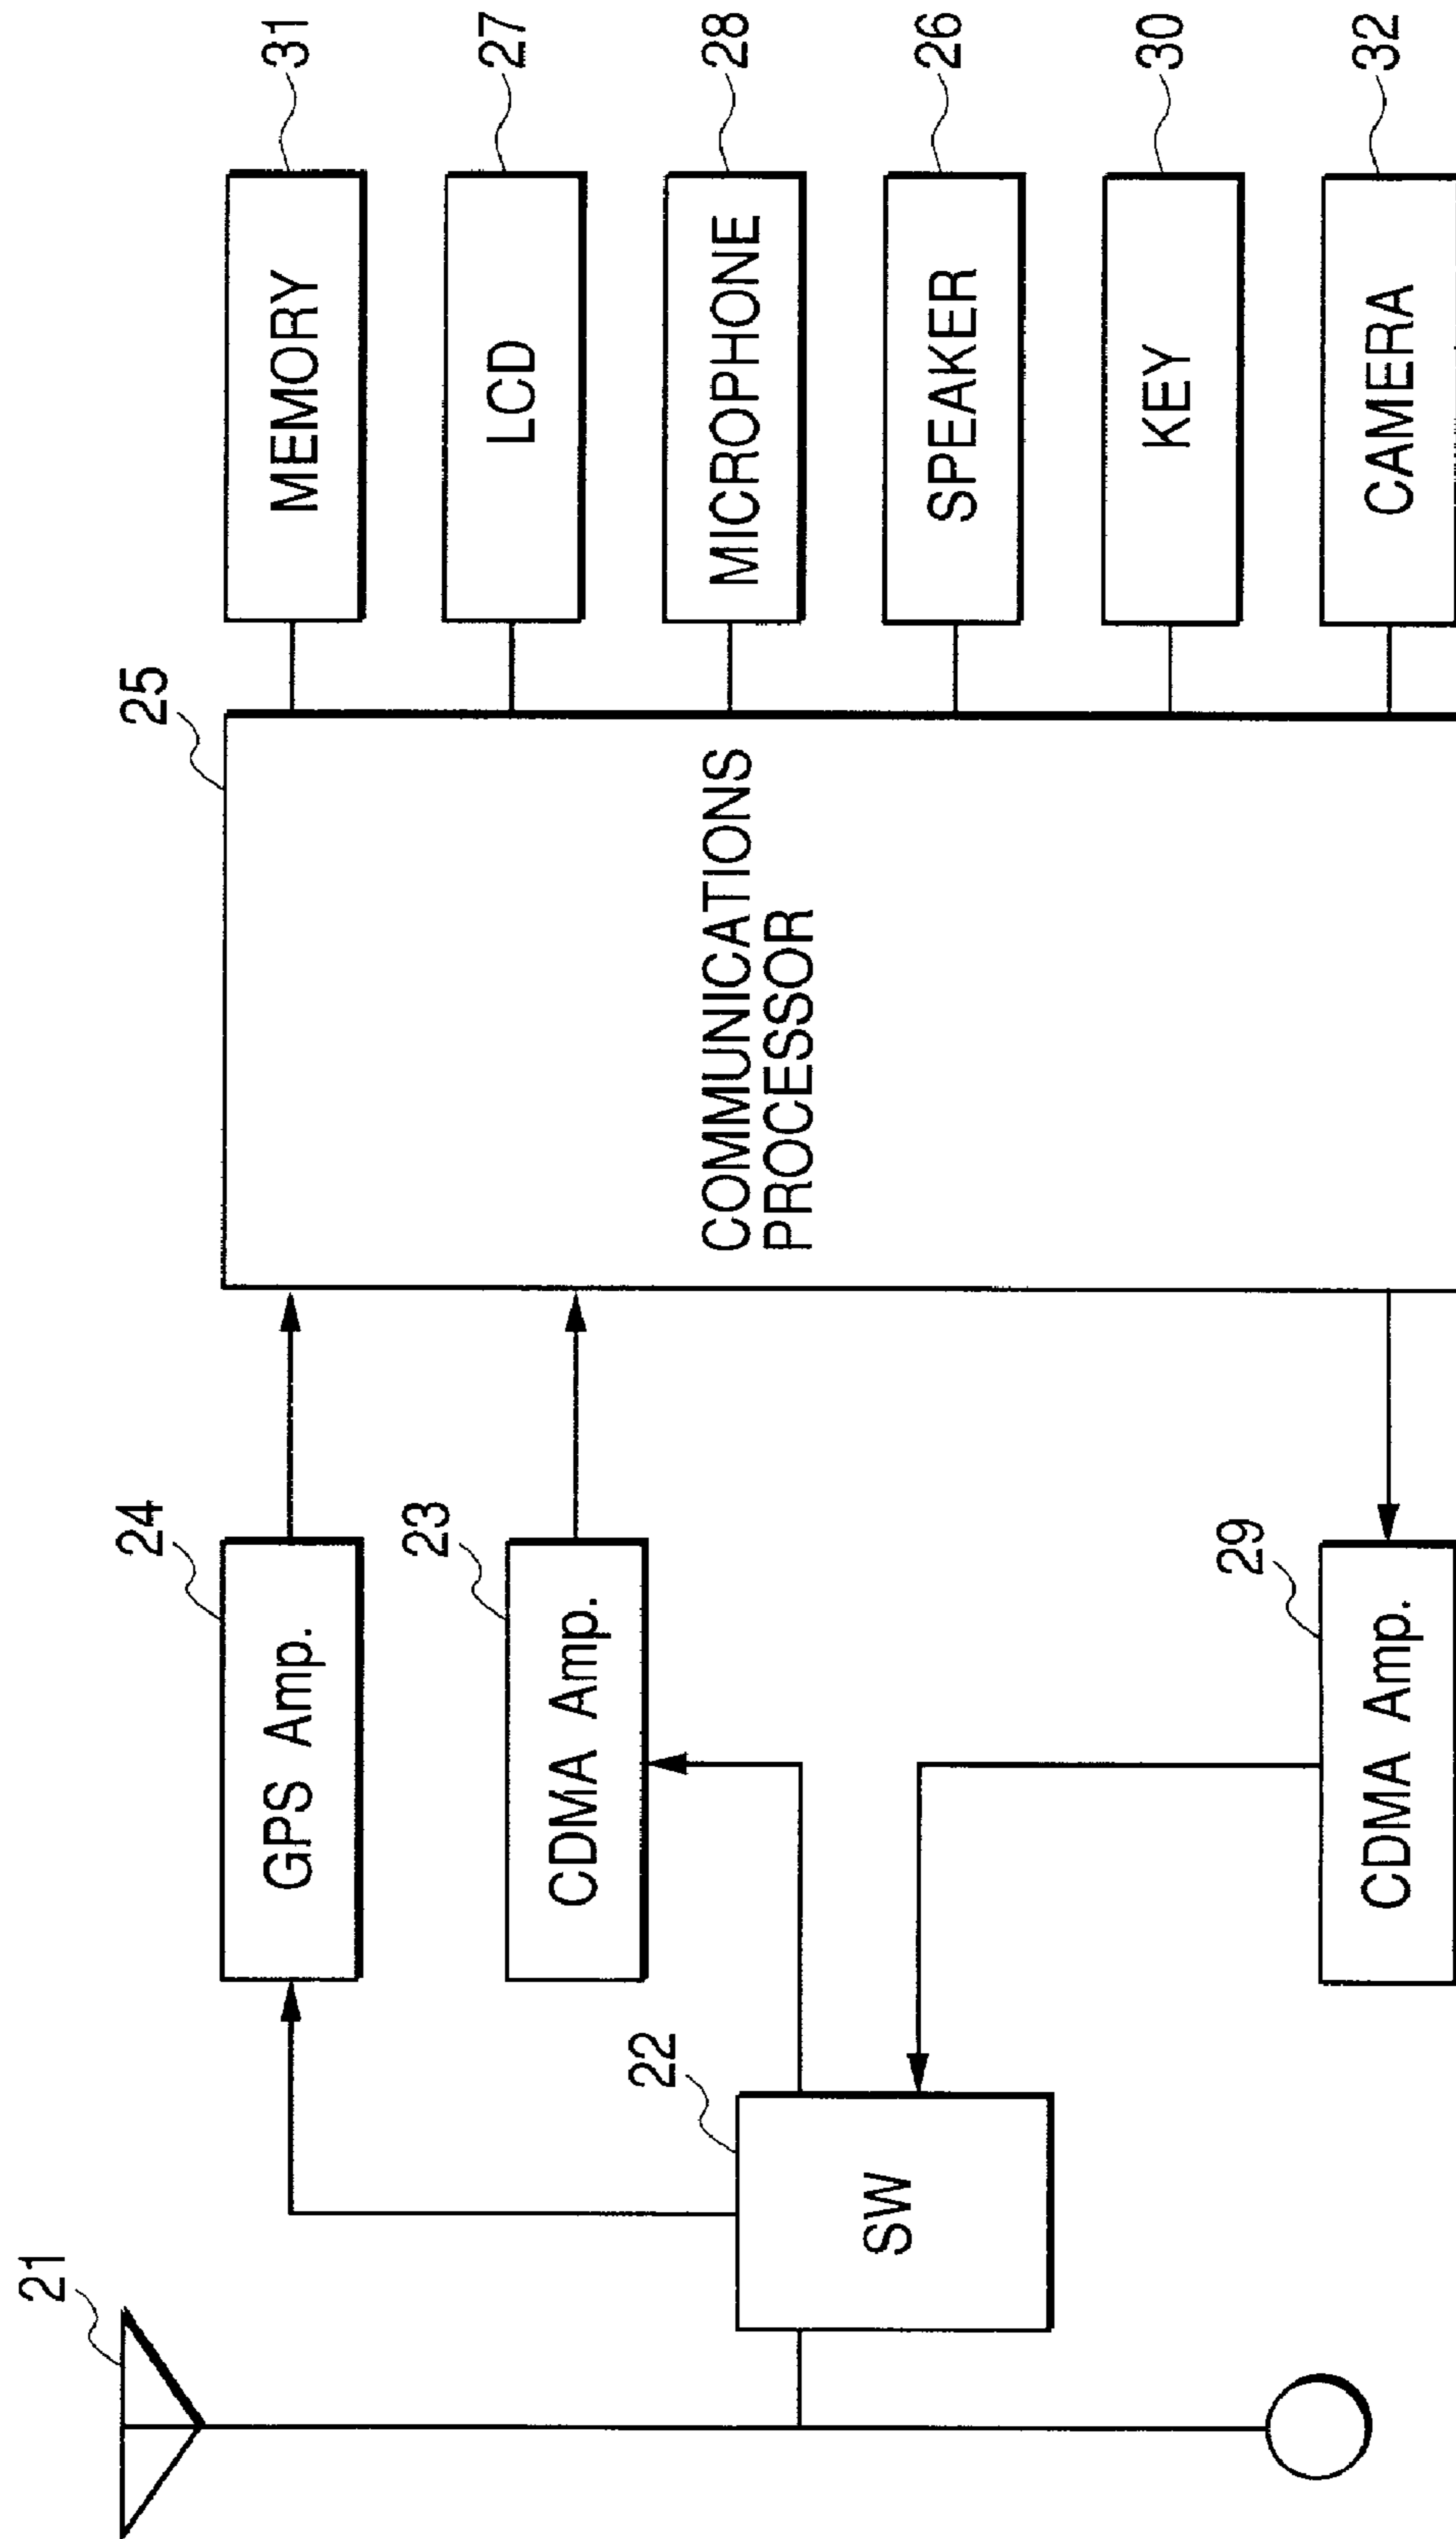 21
22
SW
24
GPS Amp.
23
CDMA Amp.
29
CDMA Amp.
25
COMMUNICATIONS
PROCESSOR
MEMORY
31
LCD
27
MICROPHONE
28
SPEAKER
26
KEY
30
CAMERA
32